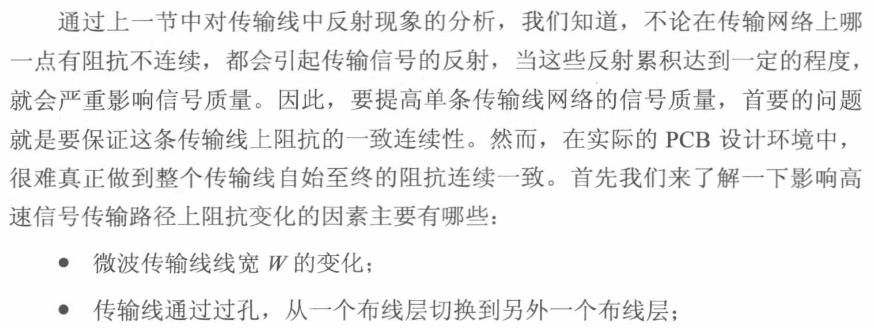 通过上一节中对传输线中反射现象的分析，我们知道，不论在传输网络上哪
一点有阻抗不连续，都会引起传输信号的反射，当这些反射累积达到一定的程度，
就会严重影响信号质量。因此，要提高单条传输线网络的信号质量，首要的问题
就是要保证这条传输线上阻抗的一致连续性。然而，在实际的 PCB 设计环境中，
很难真正做到整个传输线自始至终的阻抗连续一致。首先我们来了解一下影响高
速信号传输路径上阻抗变化的因素主要有哪些：
● 微波传输线线宽 W 的变化；
● 传输线通过过孔，从一个布线层切换到另外一个布线层；